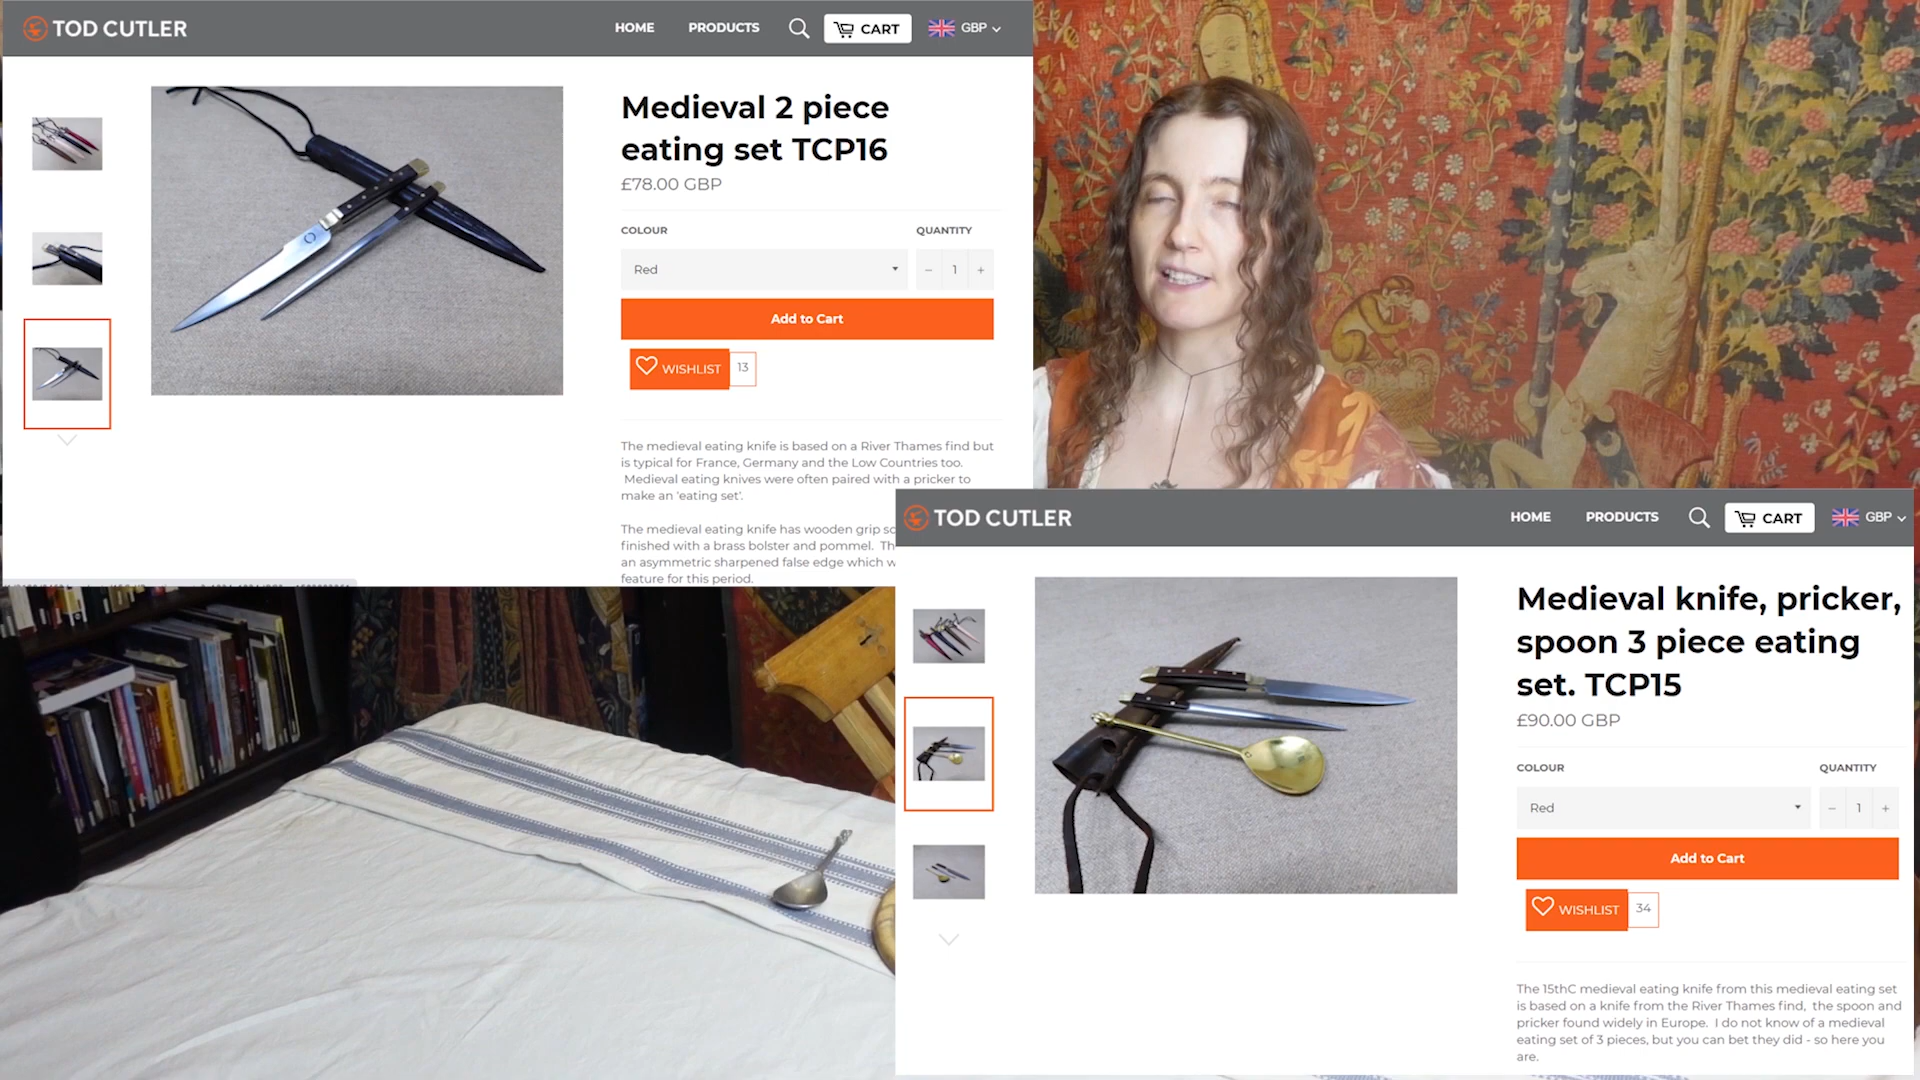 TOD CUTLER
HOME PRODUCTS CART GBP
Medieval 2 piece
eating set TCP16
£78.00 GBP
COLOUR QUANTITY
Red − 1 +
Add to Cart
WISHLIST 13
The medieval eating knife is based on a River Thames find but
is typical for France, Germany and the Low Countries too.
Medieval eating knives were often paired with a pricker to
make an 'eating set'.
The medieval eating knife has wooden grip
finished with a brass bolster and pommel.
an asymmetric sharpened false edge which
feature for this period.
TOD CUTLER
HOME PRODUCTS CART GBP
Medieval knife, pricker,
spoon 3 piece eating
set. TCP15
£90.00 GBP
COLOUR QUANTITY
Red − 1 +
Add to Cart
WISHLIST 34
The 15thC medieval eating knife from this medieval eating set
is based on a knife from the River Thames find, the spoon and
pricker found widely in Europe. I do not know of a medieval
eating set of 3 pieces, but you can bet they did - so here you
are.